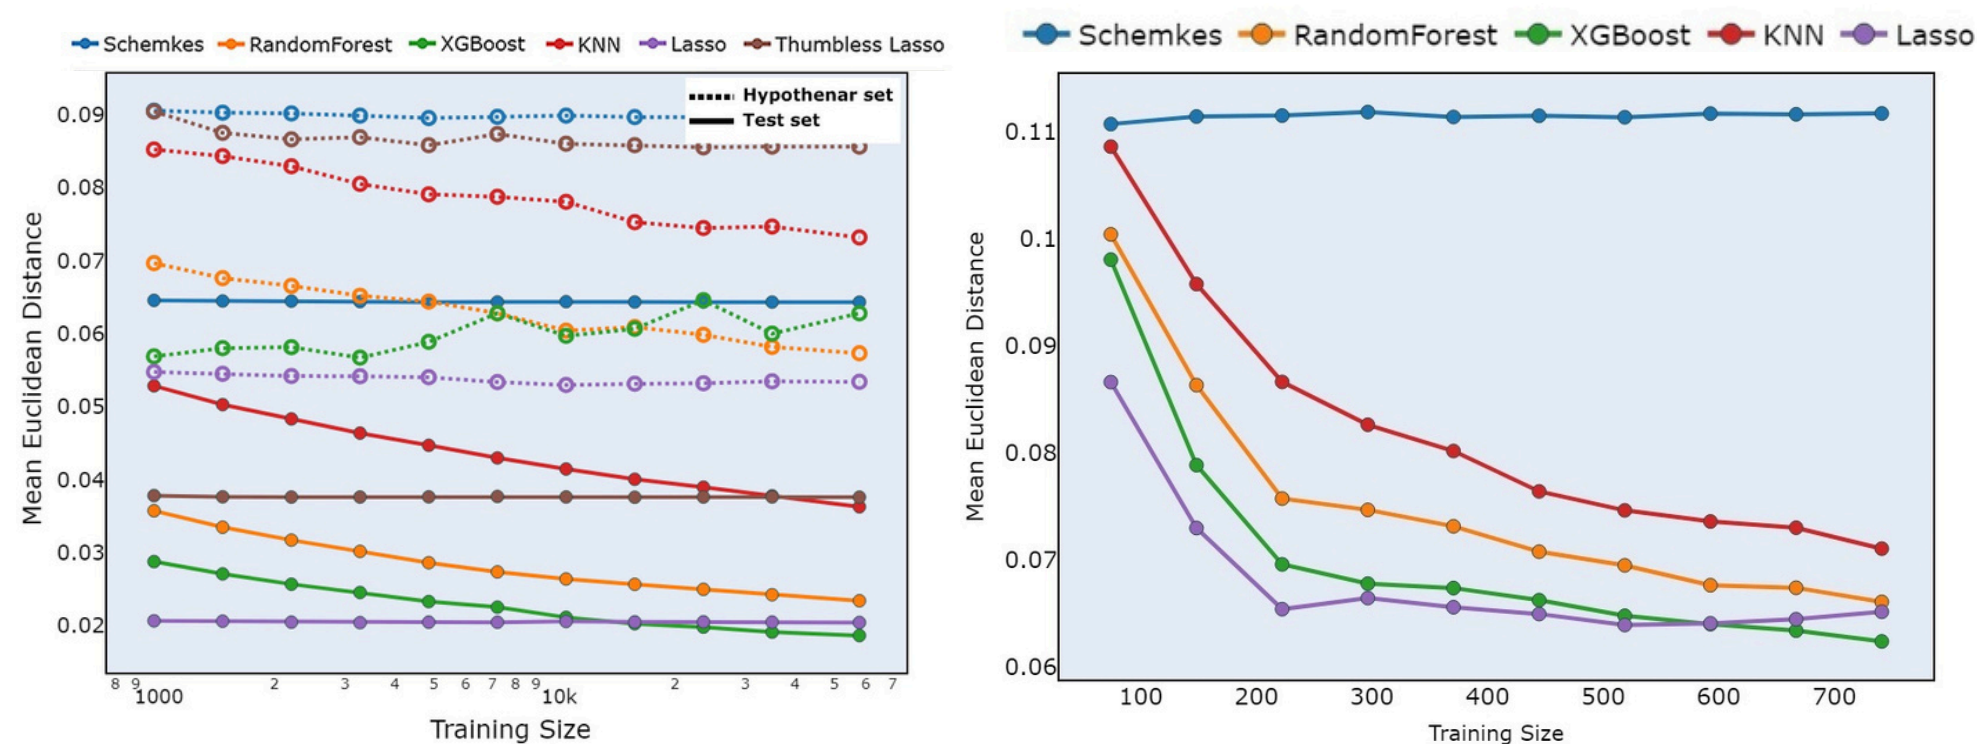 Schemkes RandomForest XGBoost KNN Lasso Thumbless Lasso
Hypothenar set
Test set
Mean Euclidean Distance
0.09
0.08
0.07
0.06
0.05
0.04
0.03
0.02
8 9 1000 2 3 4 5 6 7 8 9 10k 2 3 4 5 6 7
Training Size
Schemkes RandomForest XGBoost KNN Lasso
Mean Euclidean Distance
0.11
0.1
0.09
0.08
0.07
0.06
100 200 300 400 500 600 700
Training Size